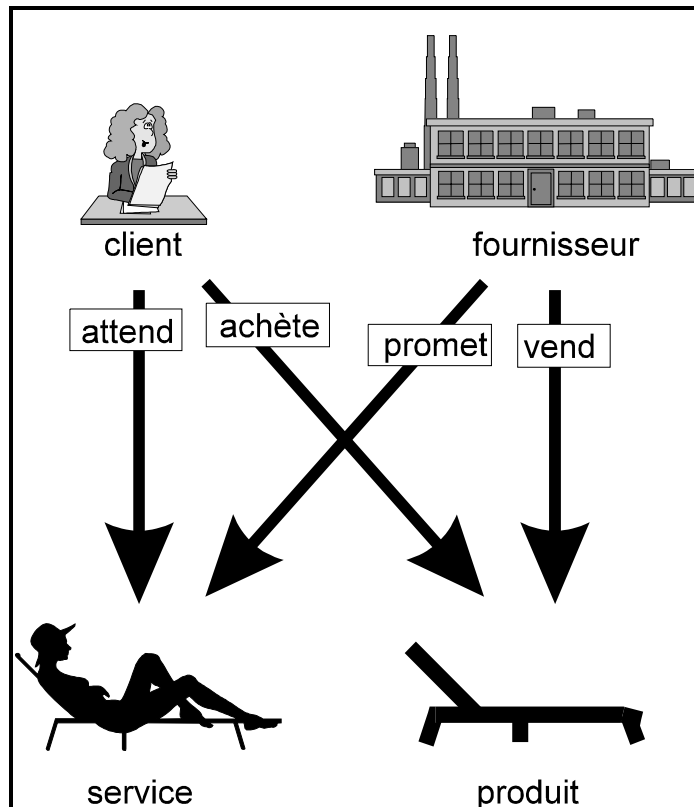 client
fournisseur
attend
achète
promet
vend
service
produit